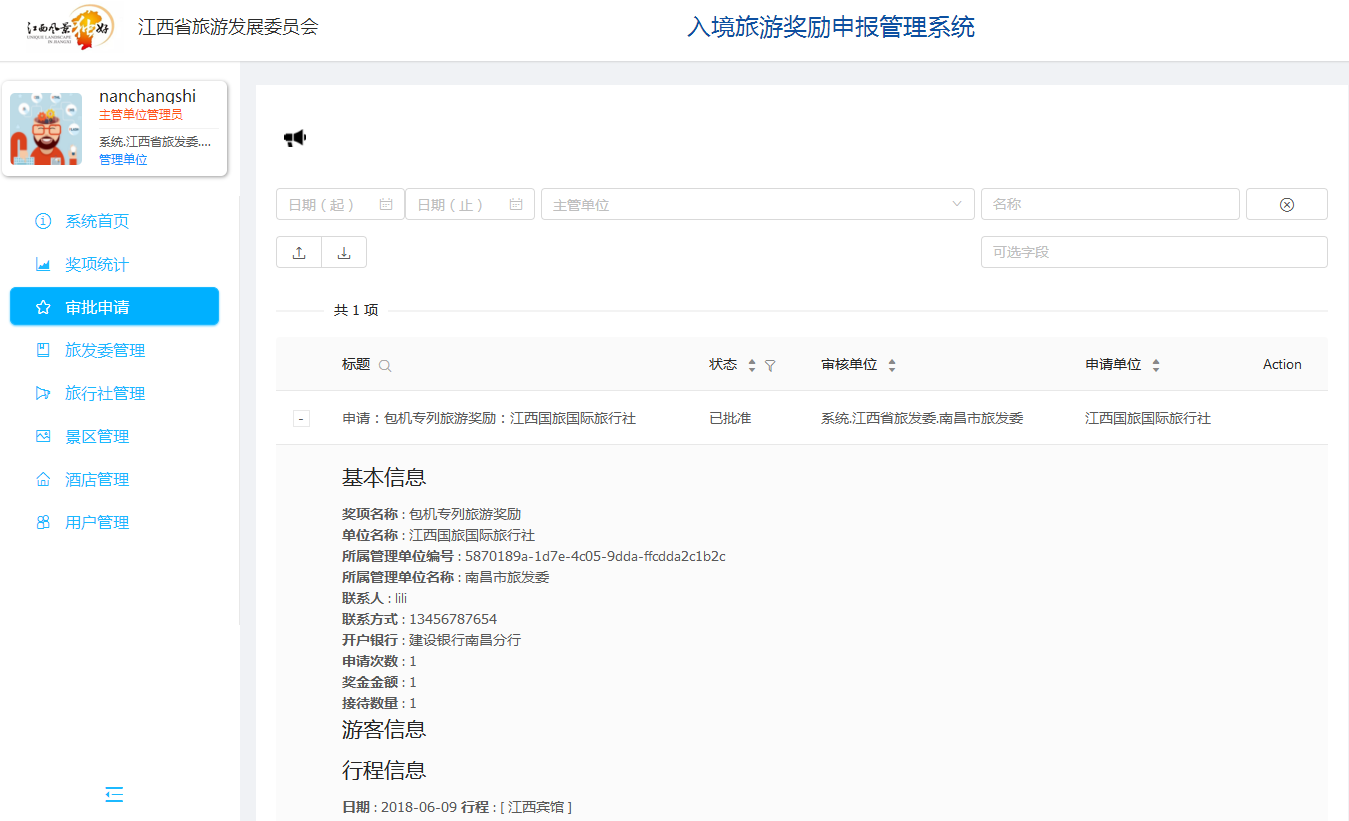 江西风景独好
UNIQUE LANDSCAPE
IN JIANGXI
江西省旅游发展委员会
入境旅游奖励申报管理系统
nanchangshi
主管单位管理员
系统.江西省旅发委....
管理单位
系统首页
奖项统计
审批申请
旅发委管理
旅行社管理
景区管理
酒店管理
用户管理
日期（起） 日期（止） 主管单位 名称
可选字段
共 1 项
标题 状态 审核单位 申请单位 Action
- 申请：包机专列旅游奖励：江西国旅国际旅行社 已批准 系统.江西省旅发委.南昌市旅发委 江西国旅国际旅行社
基本信息
奖项名称 : 包机专列旅游奖励
单位名称 : 江西国旅国际旅行社
所属管理单位编号 : 5870189a-1d7e-4c05-9dda-ffcdda2c1b2c
所属管理单位名称 : 南昌市旅发委
联系人 : lili
联系方式 : 13456787654
开户银行 : 建设银行南昌分行
申请次数 : 1
奖金金额 : 1
接待数量 : 1
游客信息
行程信息
日期 : 2018-06-09 行程 : [ 江西宾馆 ]